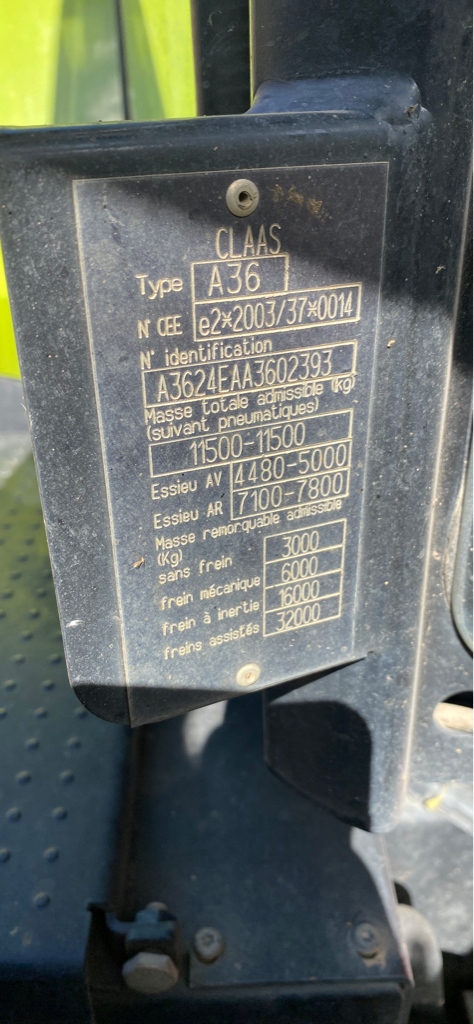 CLAAS
Type A36
N° CEE e2*2003/37*0014
N° identification
A3624EAA3602393
Masse totale admissible (Kg)
(suivant pneumatiques)
11500-11500
Essieu AV 4480-5000
Essieu AR 7100-7800
Masse remorquable admissible
(Kg)
sans frein 3000
frein mécanique 6000
frein à inertie 16000
freins assistés 32000